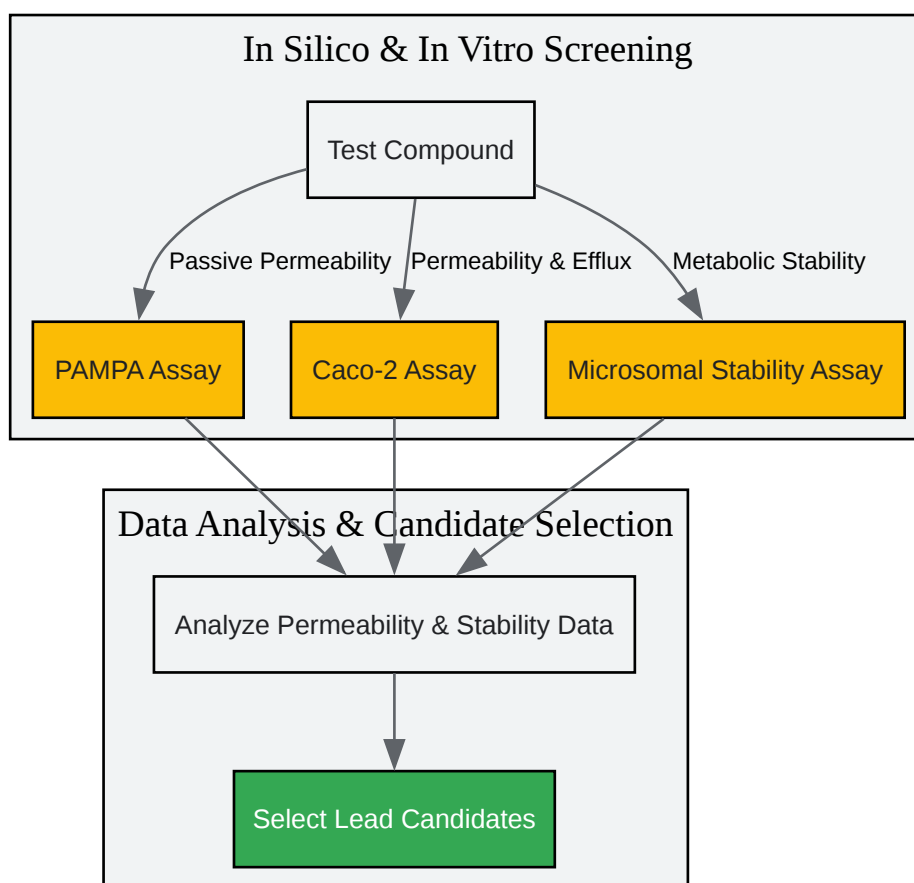 In Silico & In Vitro Screening
Test Compound
Passive Permeability
Permeability & Efflux
Metabolic Stability
PAMPA Assay
Caco-2 Assay
Microsomal Stability Assay
Data Analysis & Candidate Selection
Analyze Permeability & Stability Data
Select Lead Candidates